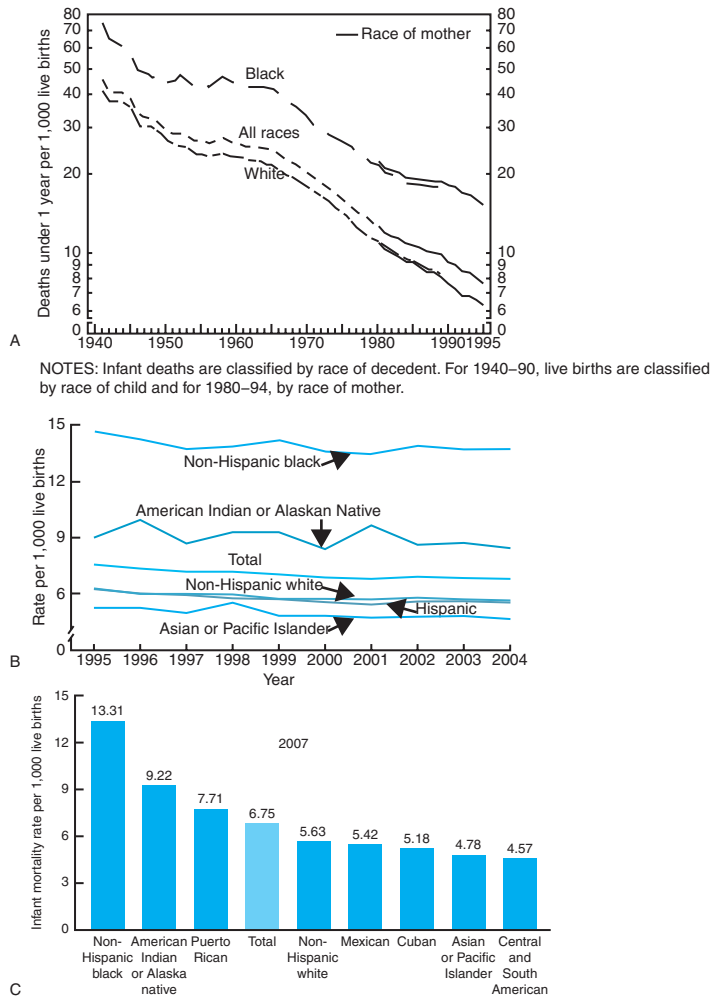 80 80
70 Race of mother 70
60 60
50 Black 50
40 40
30 All races 30
20 White 20
10 10
9 9
8 8
7 7
6 6
0 0
Deaths under 1 year per 1,000 live births
1940 1950 1960 1970 1980 1990 1995
A
NOTES: Infant deaths are classified by race of decedent. For 1940–90, live births are classified
by race of child and for 1980–94, by race of mother.
15
Non-Hispanic black
12
American Indian or Alaskan Native
9
Total
Non-Hispanic white
6
Hispanic
Asian or Pacific Islander
0
Rate per 1,000 live births
1995 1996 1997 1998 1999 2000 2001 2002 2003 2004
Year
B
15
12
9
6
3
0
Infant mortality rate per 1,000 live births
2007
13.31
9.22
7.71
6.75
5.63
5.42
5.18
4.78
4.57
Non-
Hispanic
black
American
Indian
or Alaska
native
Puerto
Rican
Total
Non-
Hispanic
white
Mexican
Cuban
Asian
or Pacific
Islander
Central
and
South
American
C